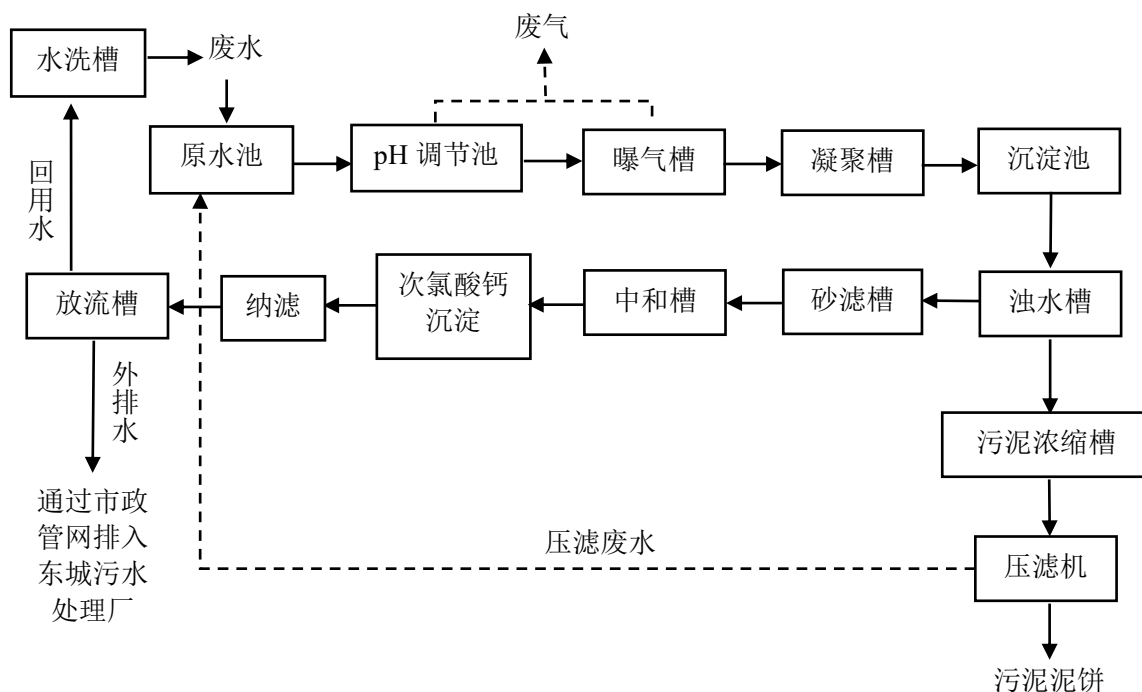 废气
水洗槽
废水
原水池
pH 调节池
曝气槽
凝聚槽
沉淀池
回
用
水
放流槽
纳滤
次氯酸钙
沉淀
中和槽
砂滤槽
浊水槽
外
排
水
污泥浓缩槽
通过市政
管网排入
东城污水
处理厂
压滤废水
压滤机
污泥泥饼